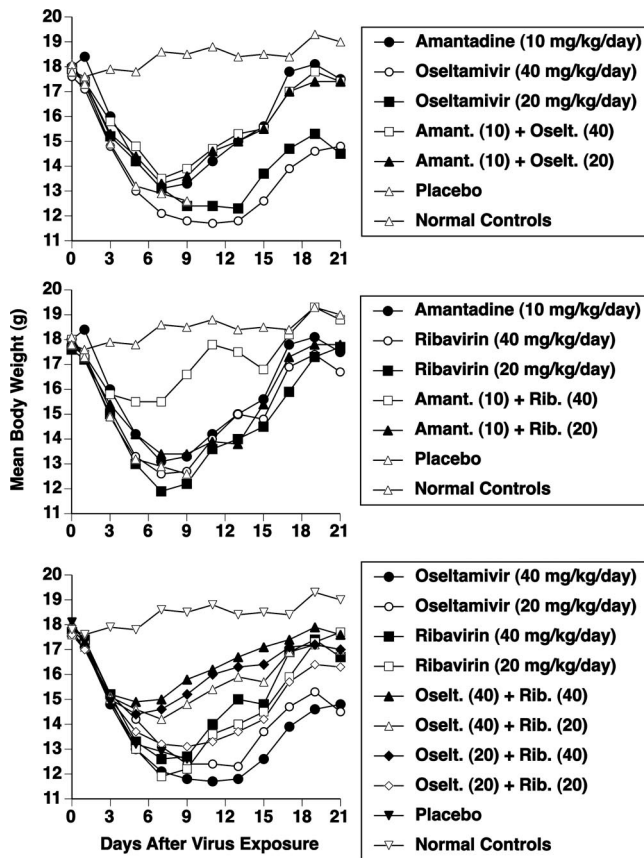 20
19
18
17
16
15
14
13
12
11
0 3 6 9 12 15 18 21
Amantadine (10 mg/kg/day)
Oseltamivir (40 mg/kg/day)
Oseltamivir (20 mg/kg/day)
Amant. (10) + Oselt. (40)
Amant. (10) + Oselt. (20)
Placebo
Normal Controls
Mean Body Weight (g)
20
19
18
17
16
15
14
13
12
11
0 3 6 9 12 15 18 21
Amantadine (10 mg/kg/day)
Ribavirin (40 mg/kg/day)
Ribavirin (20 mg/kg/day)
Amant. (10) + Rib. (40)
Amant. (10) + Rib. (20)
Placebo
Normal Controls
20
19
18
17
16
15
14
13
12
11
0 3 6 9 12 15 18 21
Days After Virus Exposure
Oseltamivir (40 mg/kg/day)
Oseltamivir (20 mg/kg/day)
Ribavirin (40 mg/kg/day)
Ribavirin (20 mg/kg/day)
Oselt. (40) + Rib. (40)
Oselt. (40) + Rib. (20)
Oselt. (20) + Rib. (40)
Oselt. (20) + Rib. (20)
Placebo
Normal Controls